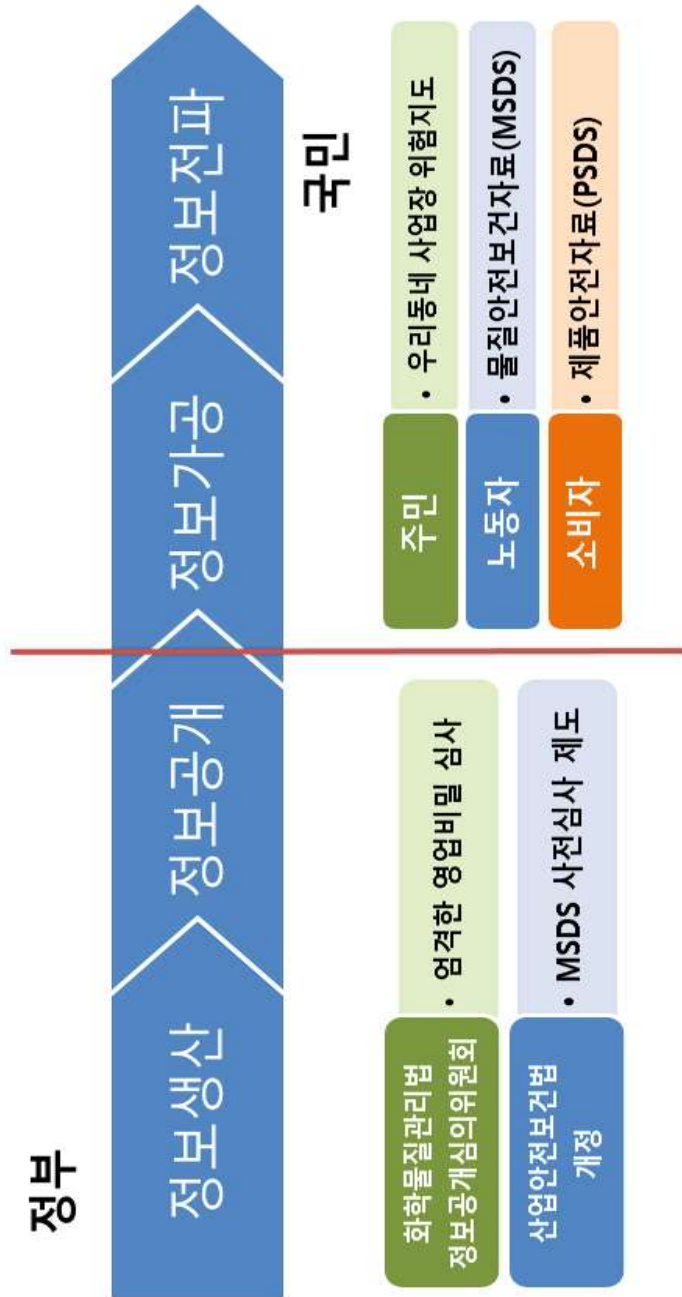 정부
국민
정보생산
정보공개
정보가공
정보전파
화학물질관리법
정보공개심의위원회
• 엄격한 영업비밀 심사
산업안전보건법
개정
• MSDS 사전심사 제도
주민
• 우리동네 사업장 위험지도
노동자
• 물질안전보건자료(MSDS)
소비자
• 제품안전자료(PSDS)